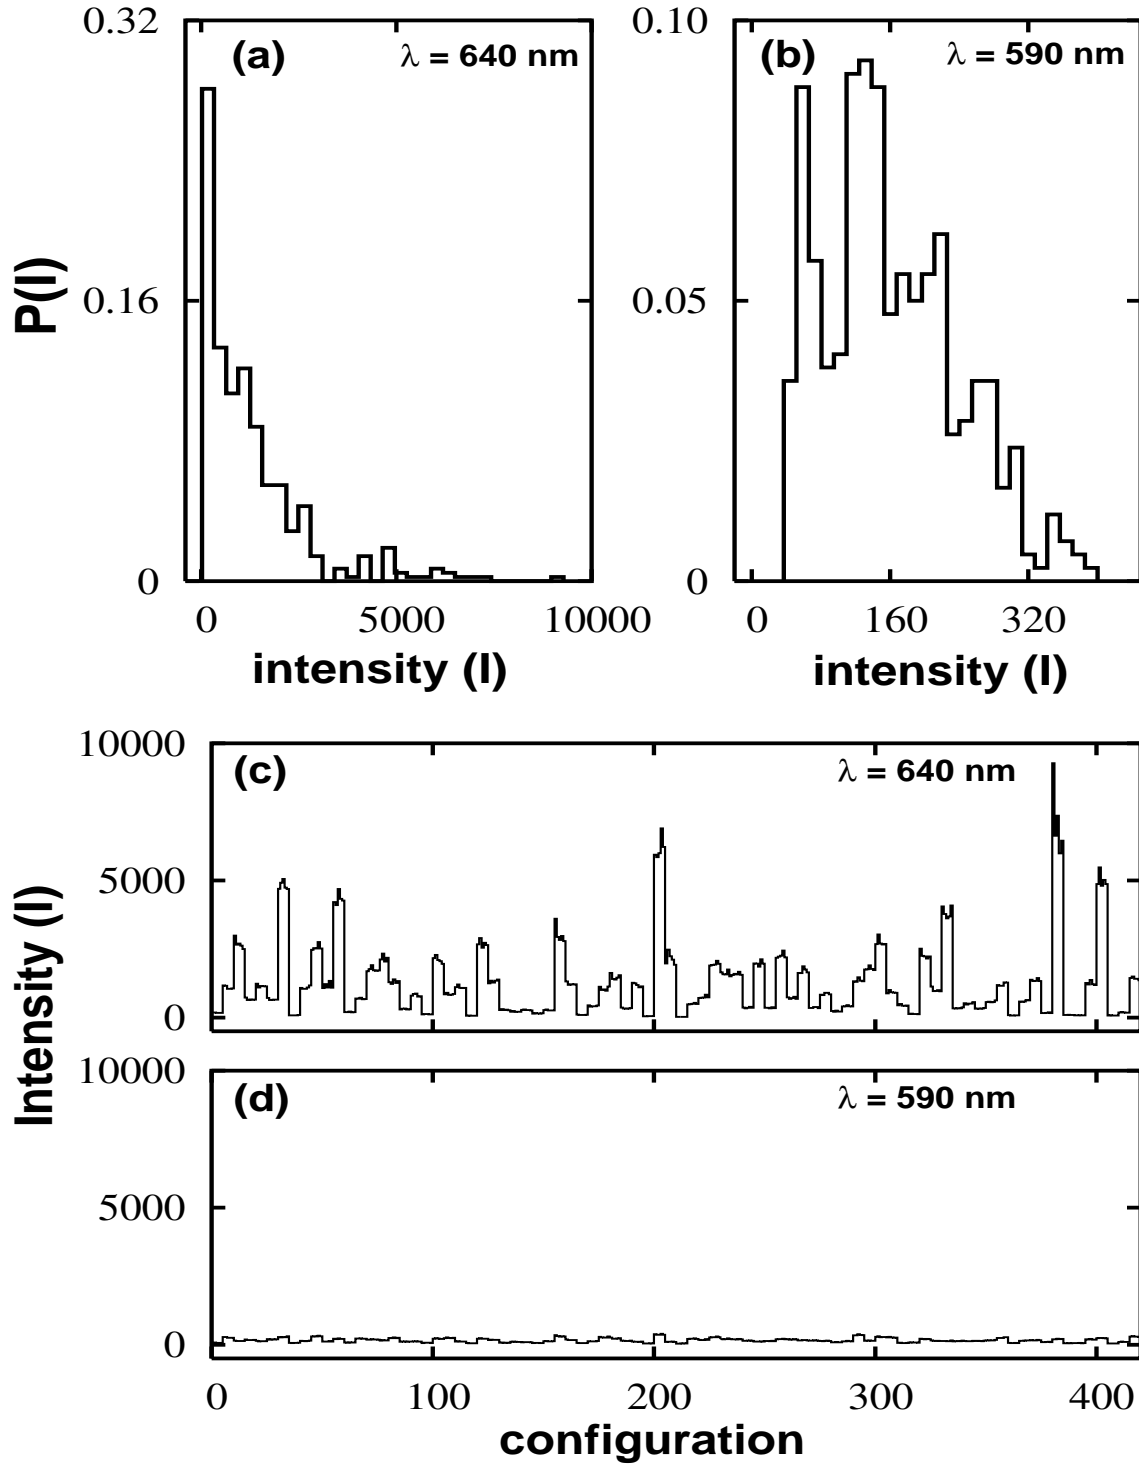 0.32
(a)
λ = 640 nm
0.16
0
P(I)
0
5000
10000
intensity (I)
0.10
(b)
λ = 590 nm
0.05
0
0
160
320
intensity (I)
10000
(c)
λ = 640 nm
5000
0
Intensity (I)
10000
(d)
λ = 590 nm
5000
0
0
100
200
300
400
configuration